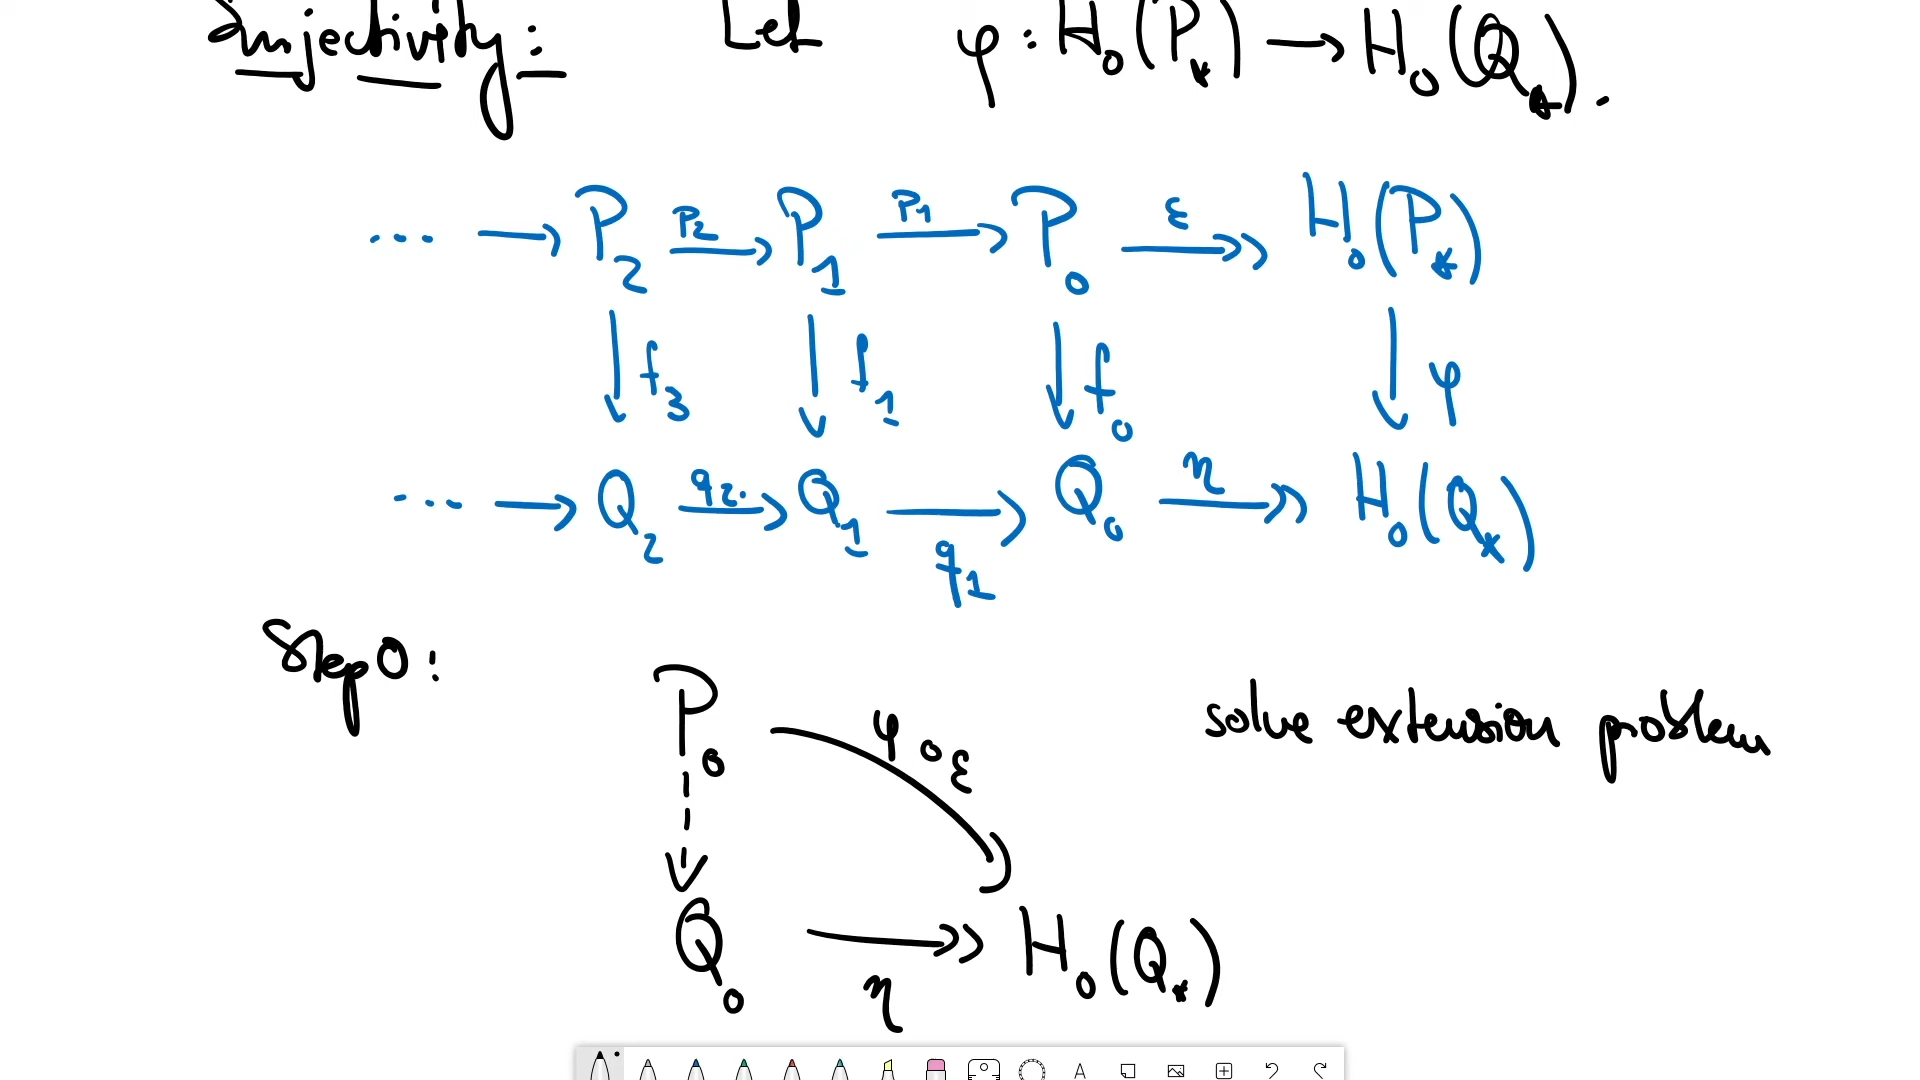 Surjectivity: Let φ: H₀(P⁎) → H₀(Q⁎).
... → P₂ →(p₂) P₁ →(p₁) P₀ ↠(ε) H₀(P⁎)
↓ f₃ ↓ f₁ ↓ f₀ ↓ φ
... → Q₂ →(q₂) Q₁ →(q₁) Q₀ ↠(η) H₀(Q⁎)
Step 0:
P₀
φ∘ε
solve extension problem
Q₀ ↠(η) H₀(Q⁎)